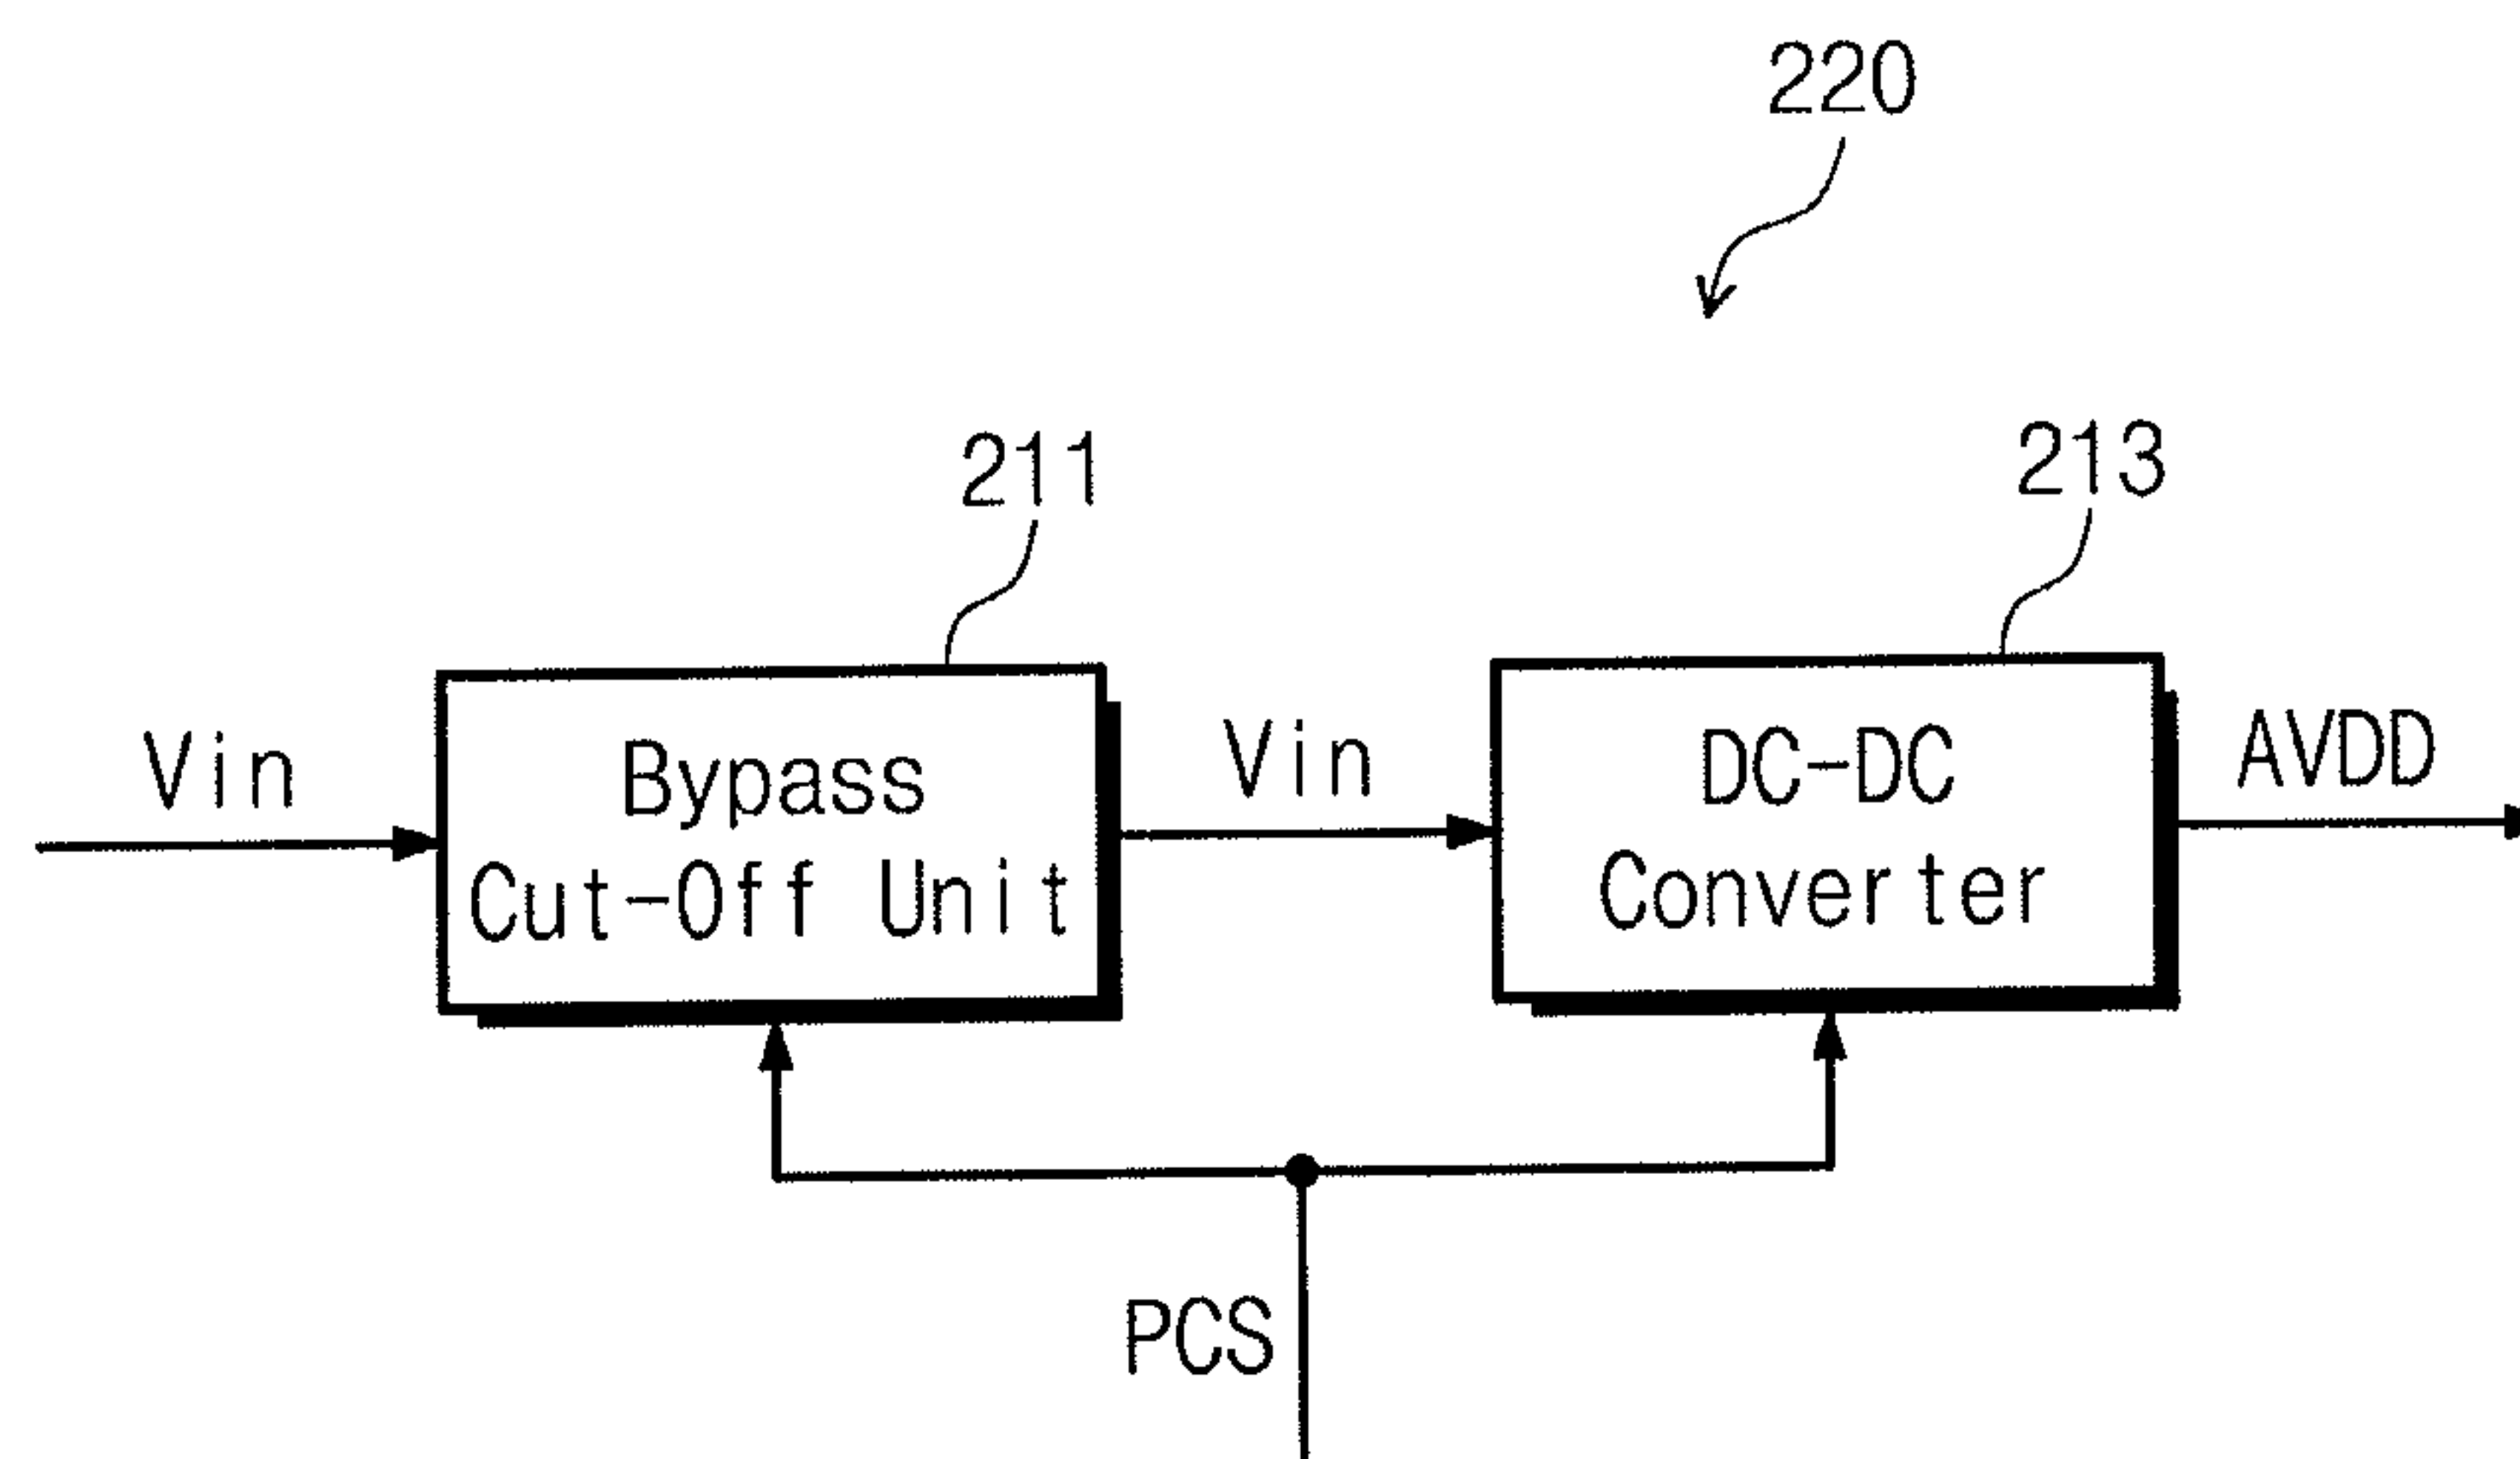 220
211
213
Vin
Bypass
Cut-Off Unit
Vin
DC-DC
Converter
AVDD
PCS